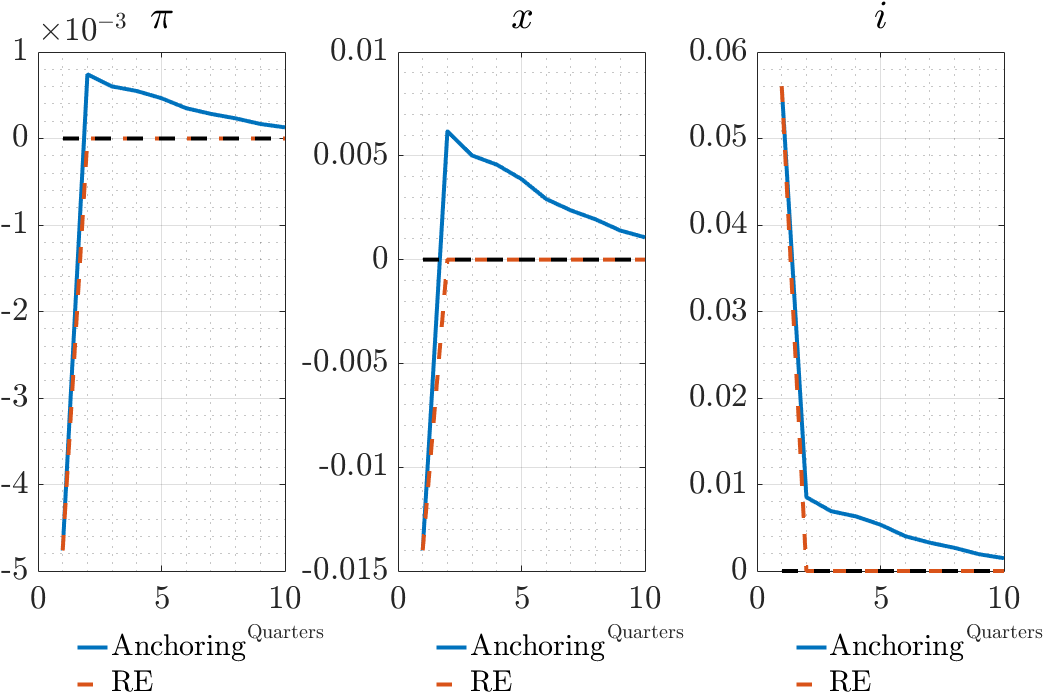 ×10⁻³ π
1
0
-1
-2
-3
-4
-5
0 5 10
Quarters
Anchoring
RE
x
0.01
0.005
0
-0.005
-0.01
-0.015
0 5 10
Quarters
Anchoring
RE
i
0.06
0.05
0.04
0.03
0.02
0.01
0
0 5 10
Quarters
Anchoring
RE